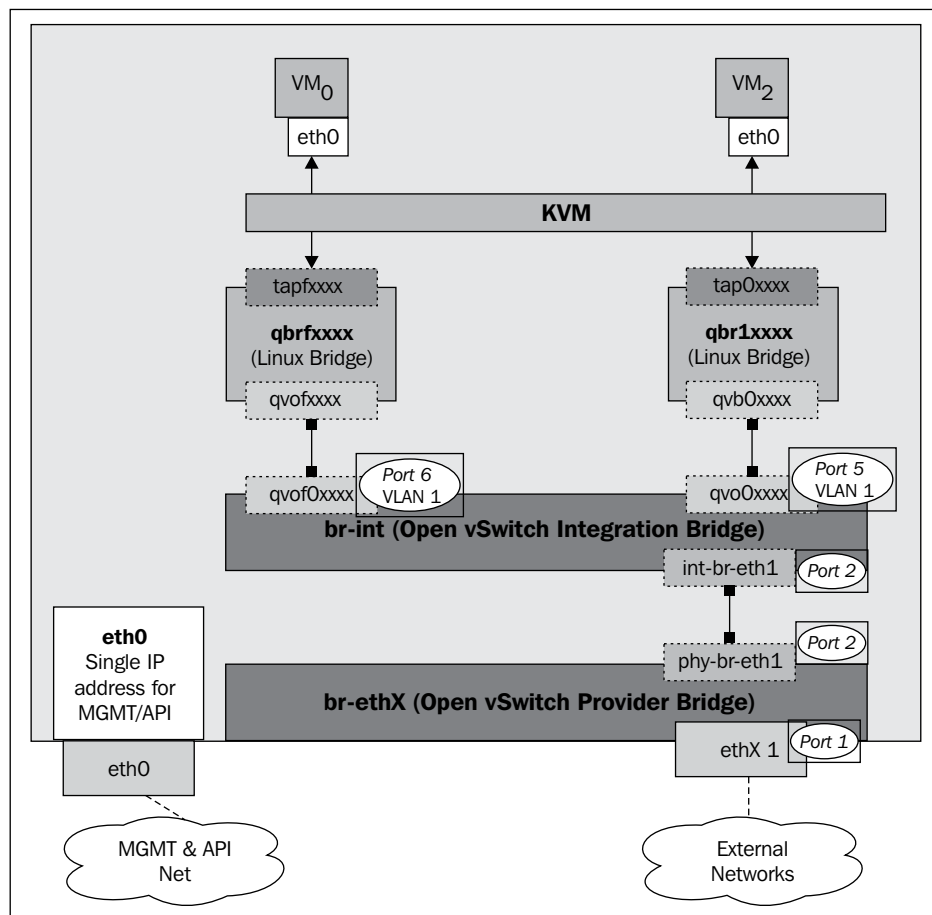 VM0
VM2
eth0
eth0
KVM
tapfxxxx
tap0xxxx
qbrfxxxx
(Linux Bridge)
qbr1xxxx
(Linux Bridge)
qvofxxxx
qvb0xxxx
Port 6
VLAN 1
Port 5
VLAN 1
qvof0xxxx
qvo0xxxx
br-int (Open vSwitch Integration Bridge)
int-br-eth1
Port 2
eth0
Single IP
address for
MGMT/API
Port 2
phy-br-eth1
br-ethX (Open vSwitch Provider Bridge)
Port 1
eth0
ethX 1
MGMT & API
Net
External
Networks